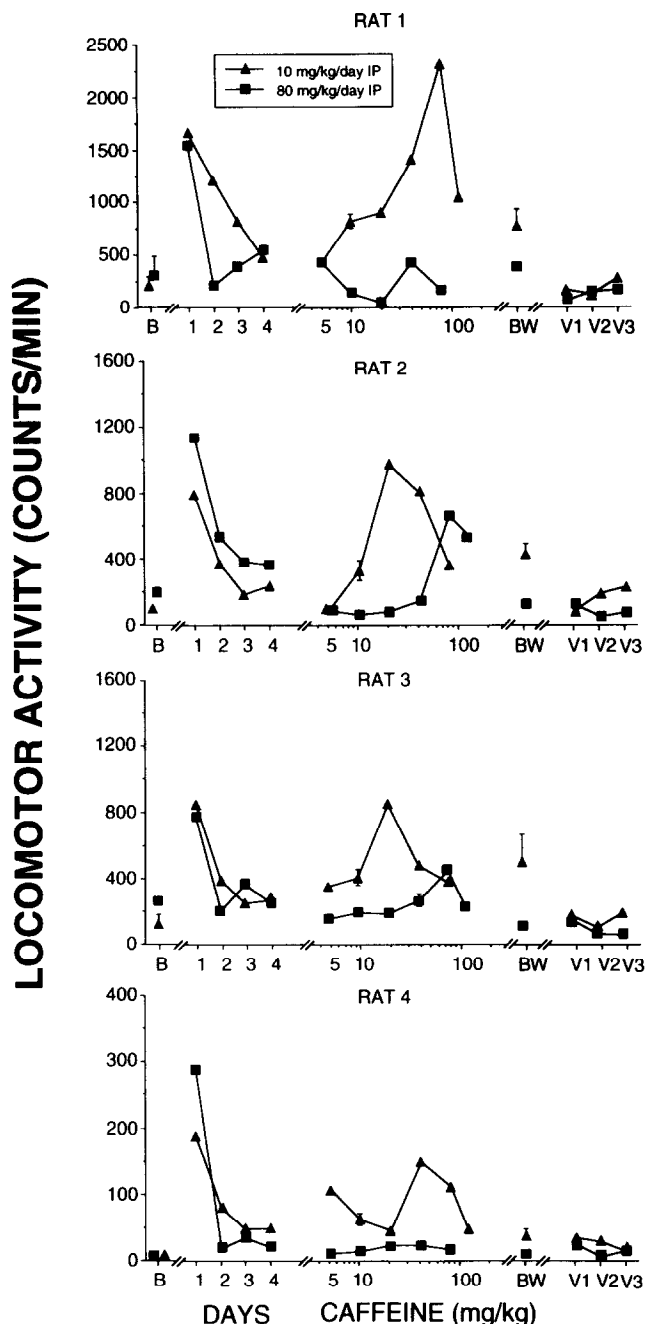 RAT 1
2500
2000
1500
1000
500
0
10 mg/kg/day IP
80 mg/kg/day IP
B 1 2 3 4 5 10 100 BW V1 V2 V3
RAT 2
1600
1200
800
400
0
B 1 2 3 4 5 10 100 BW V1 V2 V3
RAT 3
1600
1200
800
400
0
B 1 2 3 4 5 10 100 BW V1 V2 V3
RAT 4
400
300
200
100
0
B 1 2 3 4 5 10 100 BW V1 V2 V3
DAYS CAFFEINE (mg/kg)
LOCOMOTOR ACTIVITY (COUNTS/MIN)